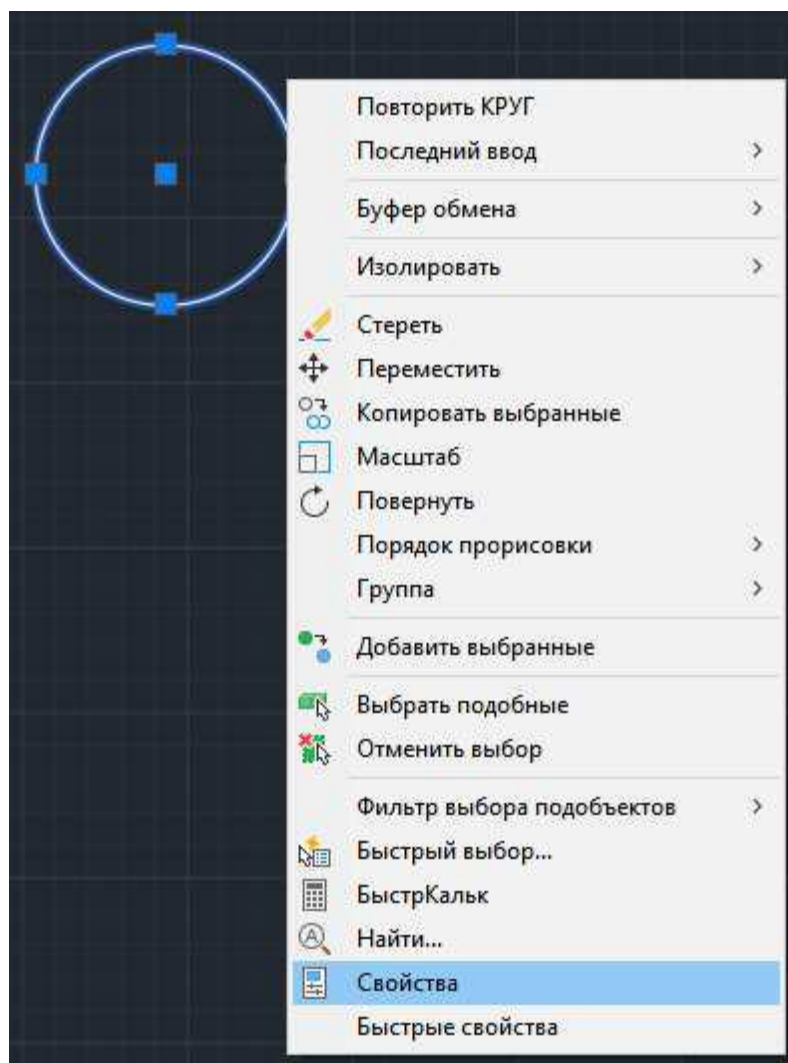 Повторить КРУГ
Последний ввод
Буфер обмена
Изолировать
Стереть
Переместить
Копировать выбранные
Масштаб
Повернуть
Порядок прорисовки
Группа
Добавить выбранные
Выбрать подобные
Отменить выбор
Фильтр выбора подобъектов
Быстрый выбор...
БыстрКальк
Найти...
Свойства
Быстрые свойства